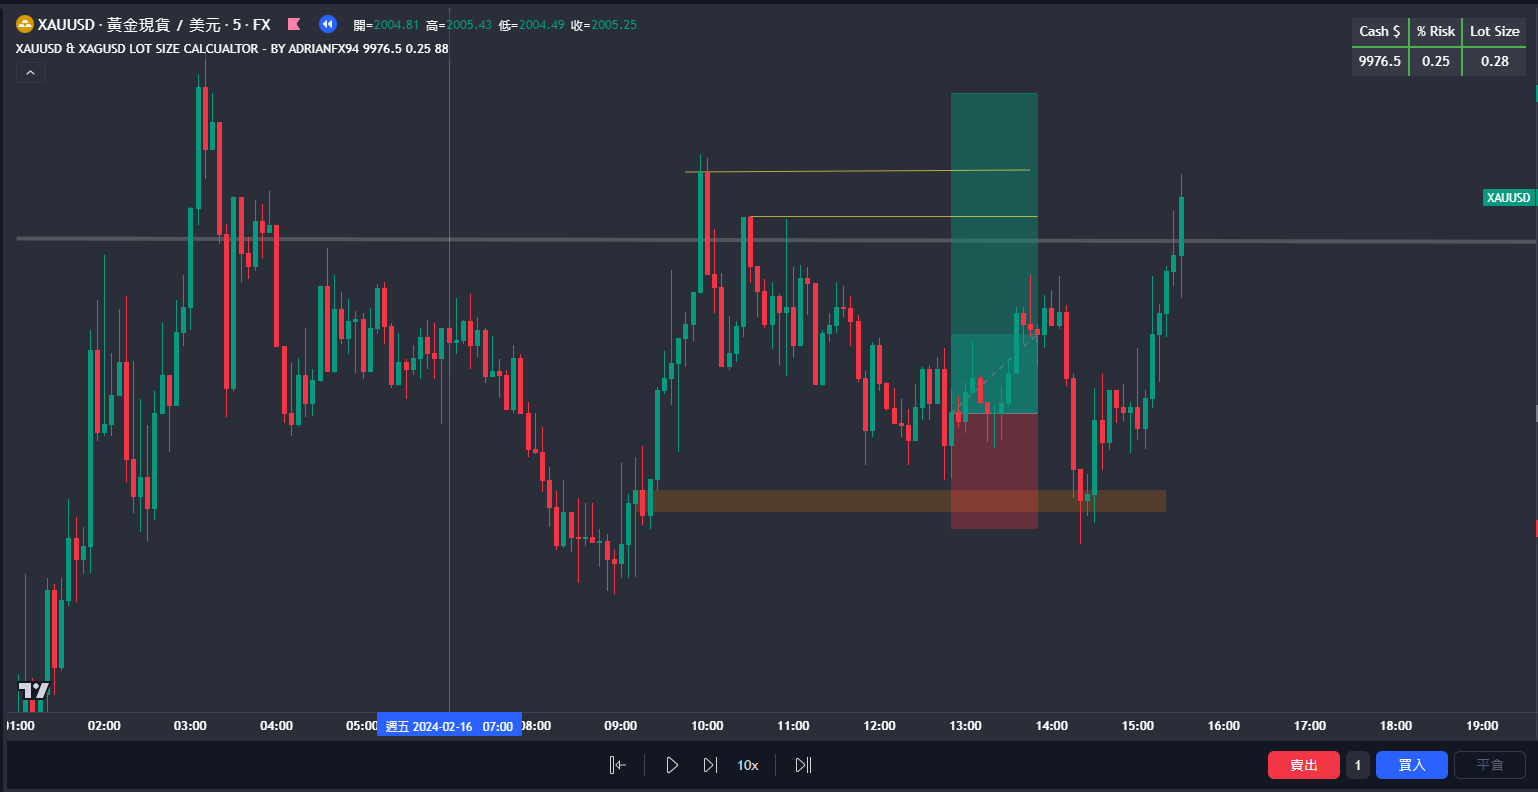 XAUUSD · 黃金現貨 / 美元 · 5 · FX 開=2004.81 高=2005.43 低=2004.49 收=2005.25
XAUUSD & XAGUSD LOT SIZE CALCUALTOR - BY ADRIANFX94 9976.5 0.25 88
Cash $ % Risk Lot Size
9976.5 0.25 0.28
XAUUSD
01:00 02:00 03:00 04:00 05:00 週五 2024-02-16 07:00 08:00 09:00 10:00 11:00 12:00 13:00 14:00 15:00 16:00 17:00 18:00 19:00
10x 賣出 1 買入 平倉